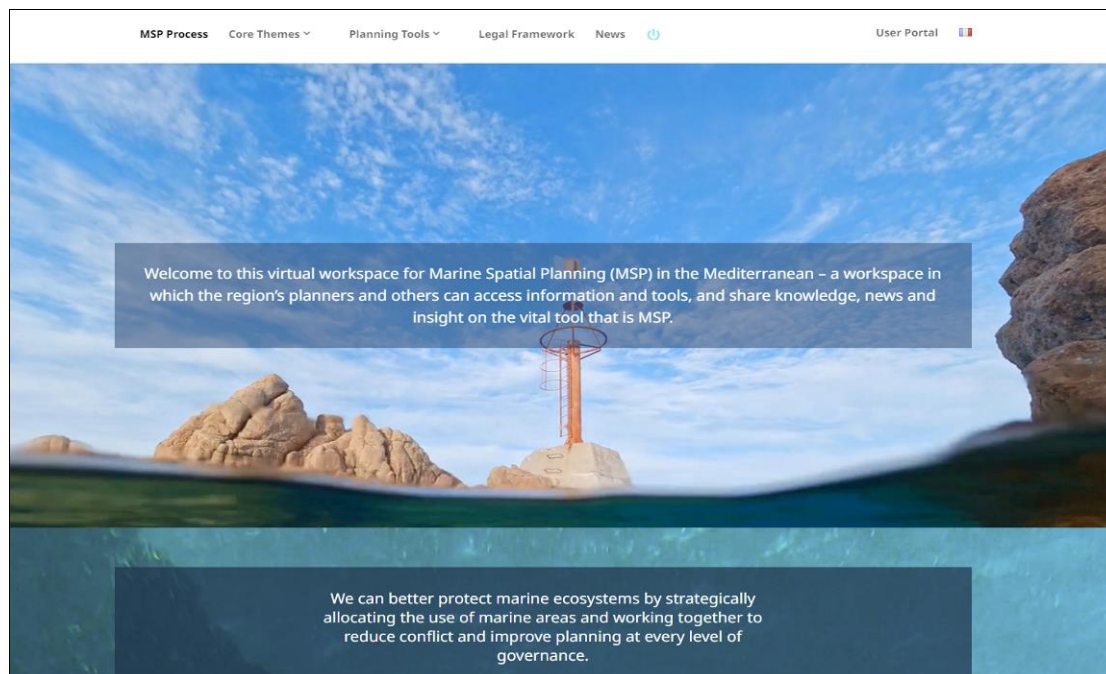 MSP Process Core Themes Planning Tools Legal Framework News User Portal
Welcome to this virtual workspace for Marine Spatial Planning (MSP) in the Mediterranean – a workspace in
which the region's planners and others can access information and tools, and share knowledge, news and
insight on the vital tool that is MSP.
We can better protect marine ecosystems by strategically
allocating the use of marine areas and working together to
reduce conflict and improve planning at every level of
governance.